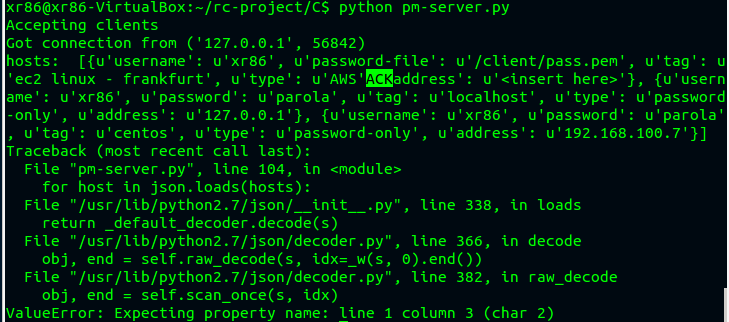 xr86@xr86-VirtualBox:~/rc-project/C$ python pm-server.py
Accepting clients
Got connection from ('127.0.0.1', 56842)
hosts:  [{u'username': u'xr86', u'password-file': u'/client/pass.pem', u'tag': u
'ec2 linux - frankfurt', u'type': u'AWS'ACKaddress': u'<insert here>'}, {u'usern
ame': u'xr86', u'password': u'parola', u'tag': u'localhost', u'type': u'password
-only', u'address': u'127.0.0.1'}, {u'username': u'xr86', u'password': u'parola'
, u'tag': u'centos', u'type': u'password-only', u'address': u'192.168.100.7'}]
Traceback (most recent call last):
  File "pm-server.py", line 104, in <module>
    for host in json.loads(hosts):
  File "/usr/lib/python2.7/json/__init__.py", line 338, in loads
    return _default_decoder.decode(s)
  File "/usr/lib/python2.7/json/decoder.py", line 366, in decode
    obj, end = self.raw_decode(s, idx=_w(s, 0).end())
  File "/usr/lib/python2.7/json/decoder.py", line 382, in raw_decode
    obj, end = self.scan_once(s, idx)
ValueError: Expecting property name: line 1 column 3 (char 2)